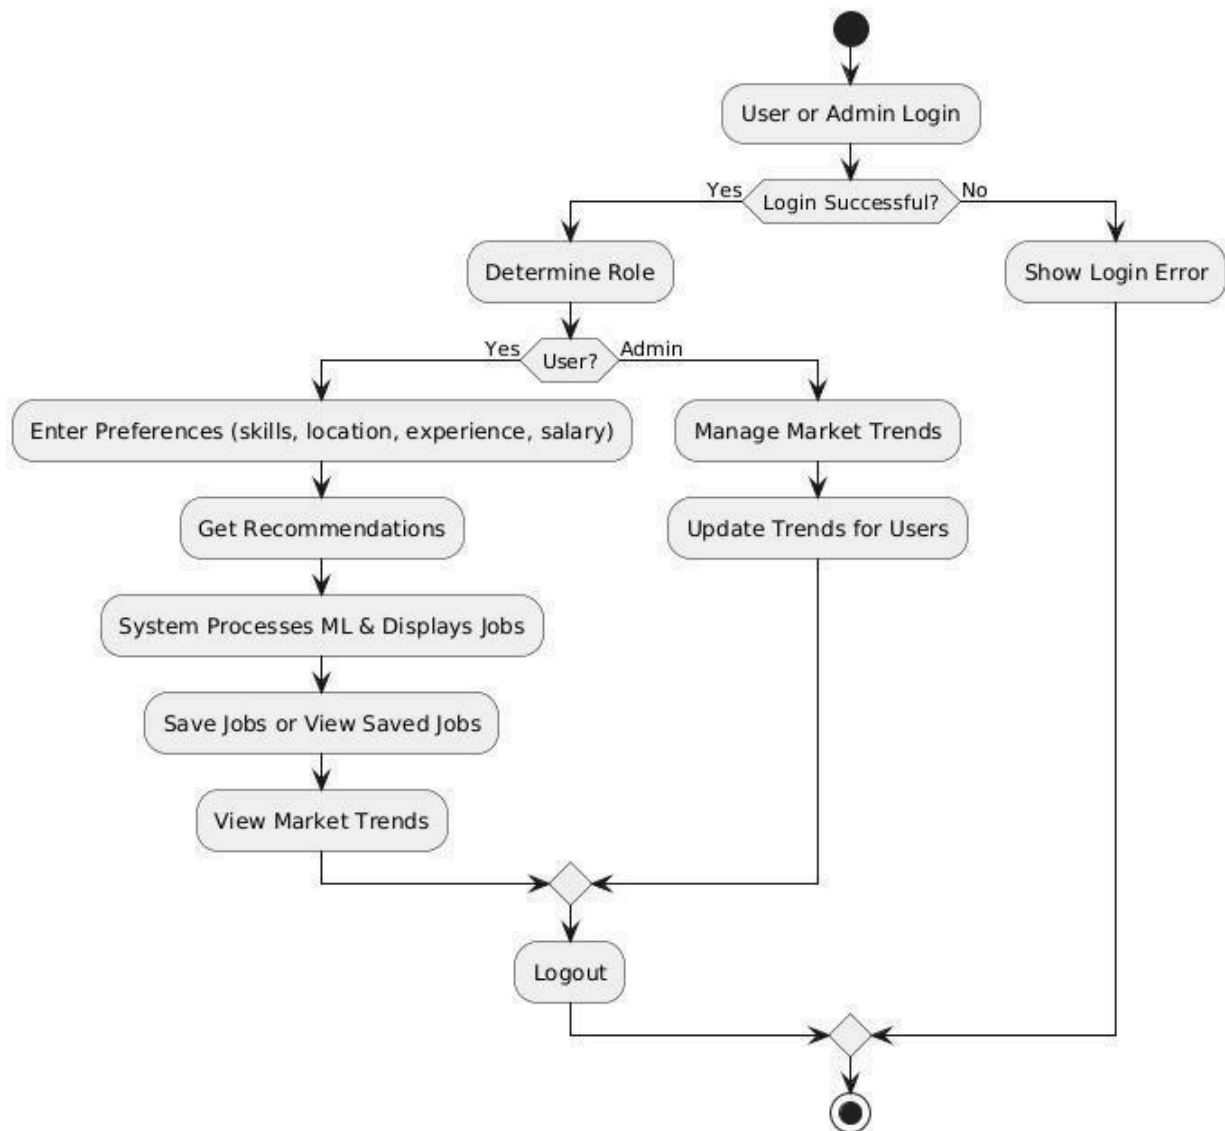 User or Admin Login
Yes
Login Successful?
No
Determine Role
Show Login Error
Yes
User?
Admin
Enter Preferences (skills, location, experience, salary)
Manage Market Trends
Get Recommendations
Update Trends for Users
System Processes ML & Displays Jobs
Save Jobs or View Saved Jobs
View Market Trends
Logout